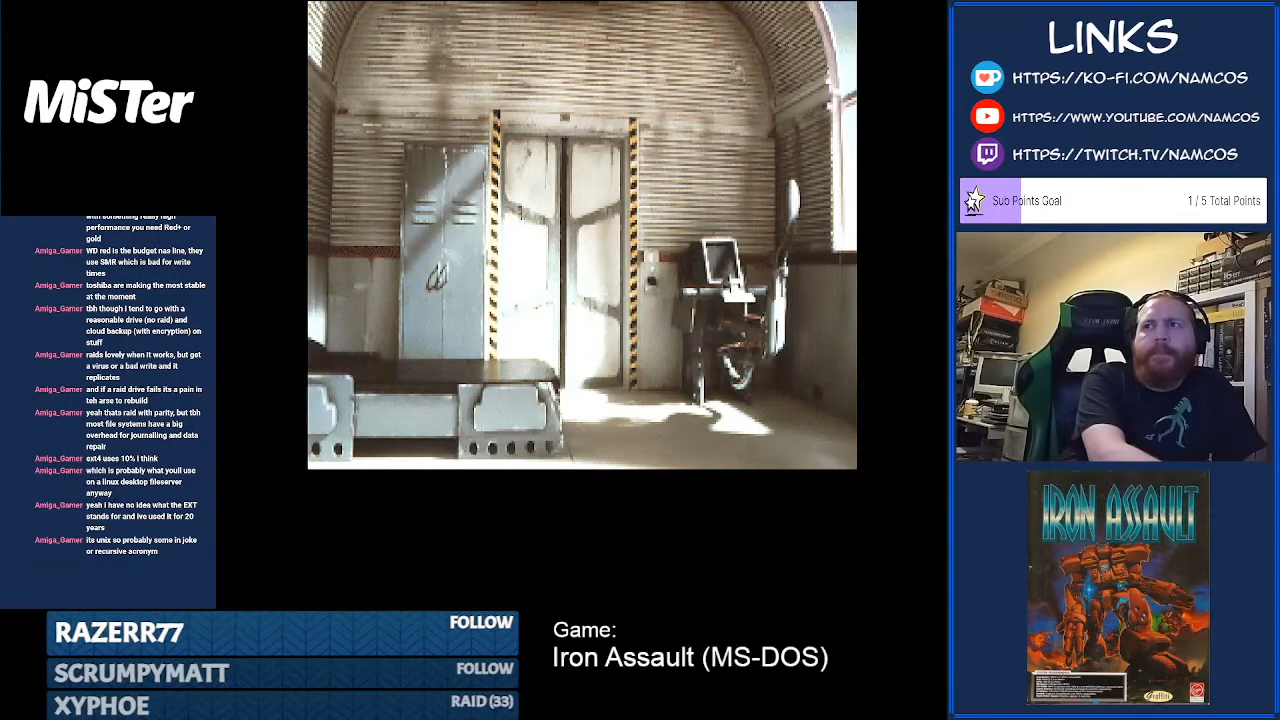 MiSTer
LINKS
HTTPS://KO-FI.COM/NAMCOS
HTTPS://WWW.YOUTUBE.COM/NAMCOS
HTTPS://TWITCH.TV/NAMCOS
Sub Points Goal 1 / 5 Total Points
with something really high
performance you need Red+ or
gold
Amiga_Gamer WD red is the budget nas line, they
use SMR which is bad for write
times
Amiga_Gamer toshiba are making the most stable
at the moment
Amiga_Gamer tbh though I tend to go with a
reasonable drive (no raid) and
cloud backup (with encryption) on
stuff
Amiga_Gamer raids lovely when it works, but get
a virus or a bad write and it
replicates
Amiga_Gamer and if a raid drive fails its a pain in
teh arse to rebuild
Amiga_Gamer yeah thats raid with parity, but tbh
most file systems have a big
overhead for journalling and data
repair
Amiga_Gamer ext4 uses 10% I think
Amiga_Gamer which is probably what youll use
on a linux desktop fileserver
anyway
Amiga_Gamer yeah I have no idea what the EXT
stands for and Ive used it for 20
years
Amiga_Gamer its unix so probably some in joke
or recursive acronym
IRON ASSAULT
graffiti
RAZERR77 FOLLOW
SCRUMPYMATT FOLLOW
XYPHOE RAID (33)
Game:
Iron Assault (MS-DOS)